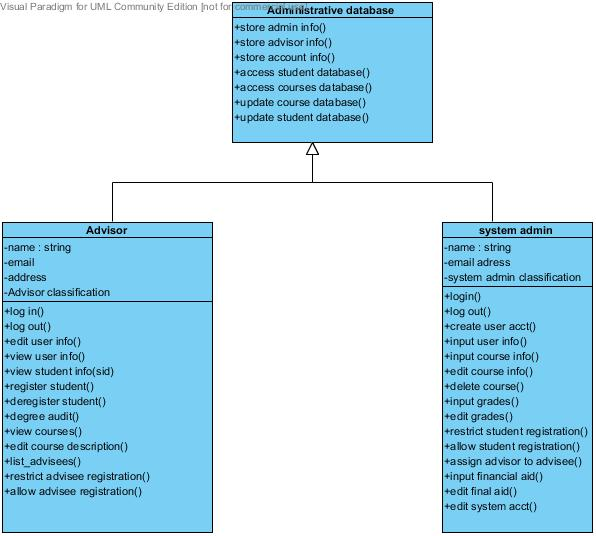 Visual Paradigm for UML Community Edition [not for commercial use]
Administrative database
+store admin info()
+store advisor info()
+store account info()
+access student database()
+access courses database()
+update course database()
+update student database()
Advisor
-name : string
-email
-address
-Advisor classification
+log in()
+log out()
+edit user info()
+view user info()
+view student info(sid)
+register student()
+deregister student()
+degree audit()
+view courses()
+edit course description()
+list_advisees()
+restrict advisee registration()
+allow advisee registration()
system admin
-name : string
-email adress
-system admin classification
+login()
+log out()
+create user acct()
+input user info()
+input course info()
+edit course info()
+delete course()
+input grades()
+edit grades()
+restrict student registration()
+allow student registration()
+assign advisor to advisee()
+input financial aid()
+edit final aid()
+edit system acct()